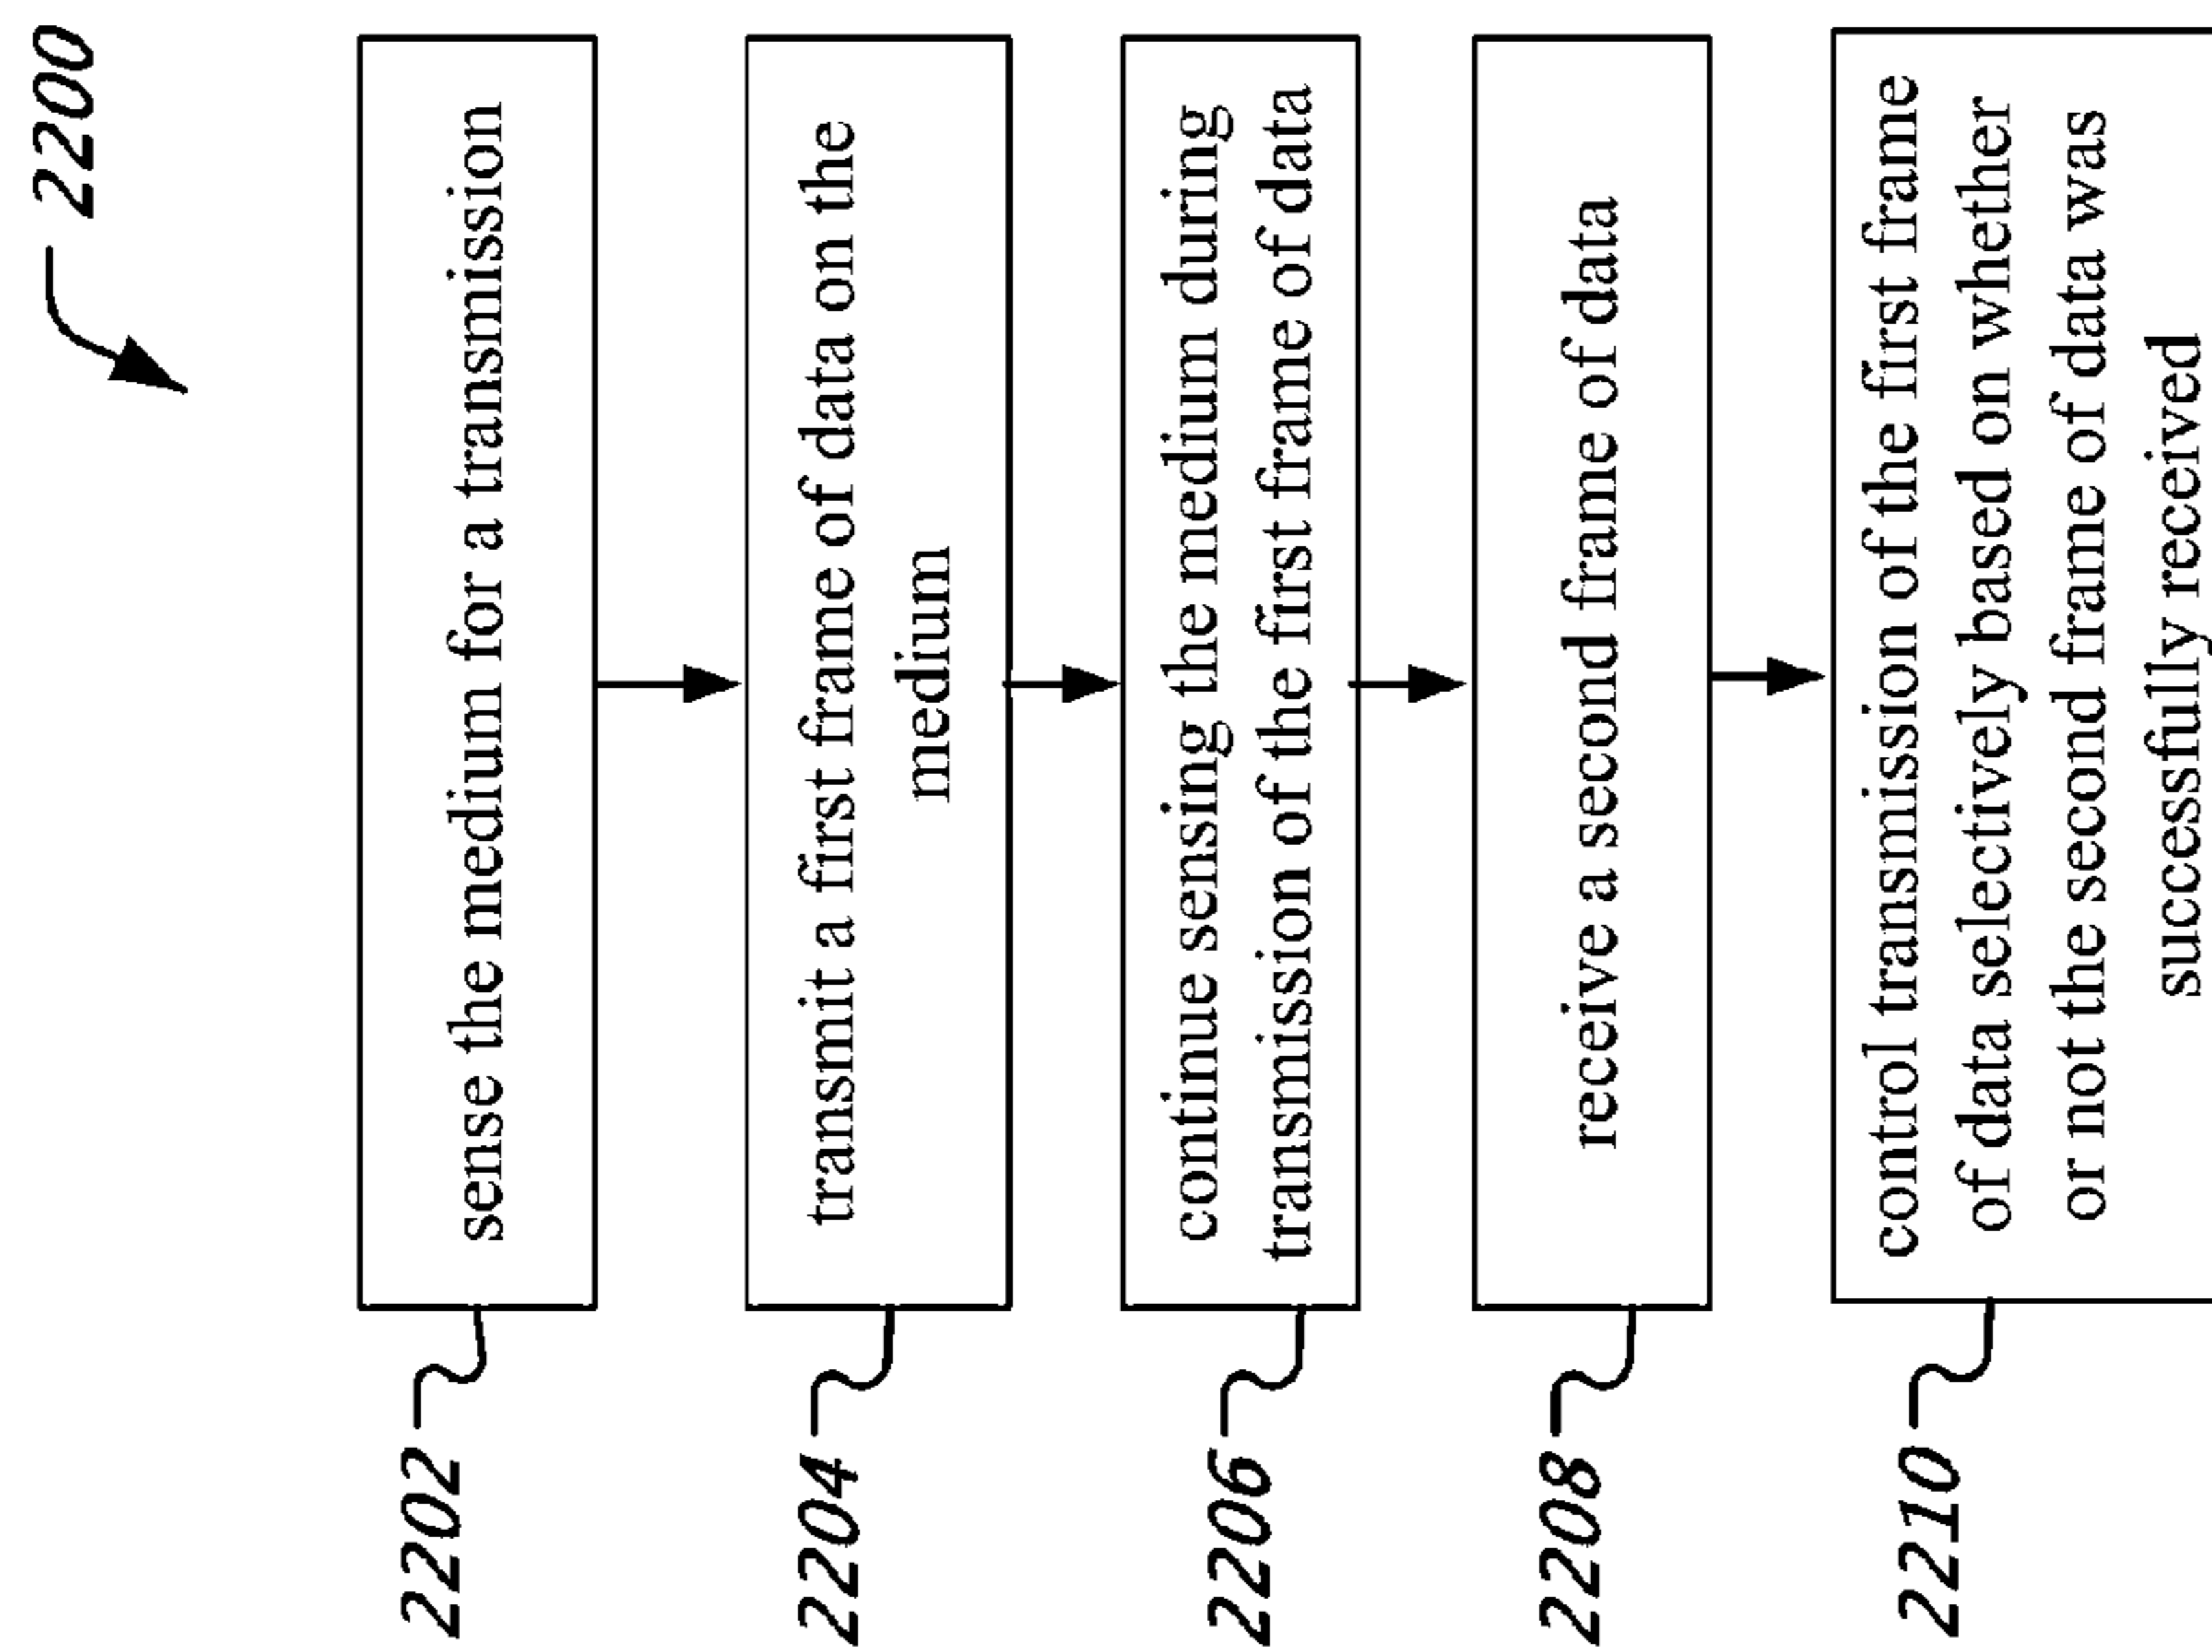 2200
2202
sense the medium for a transmission
2204
transmit a first frame of data on the
medium
2206
continue sensing the medium during
transmission of the first frame of data
2208
receive a second frame of data
2210
control transmission of the first frame
of data selectively based on whether
or not the second frame of data was
successfully received